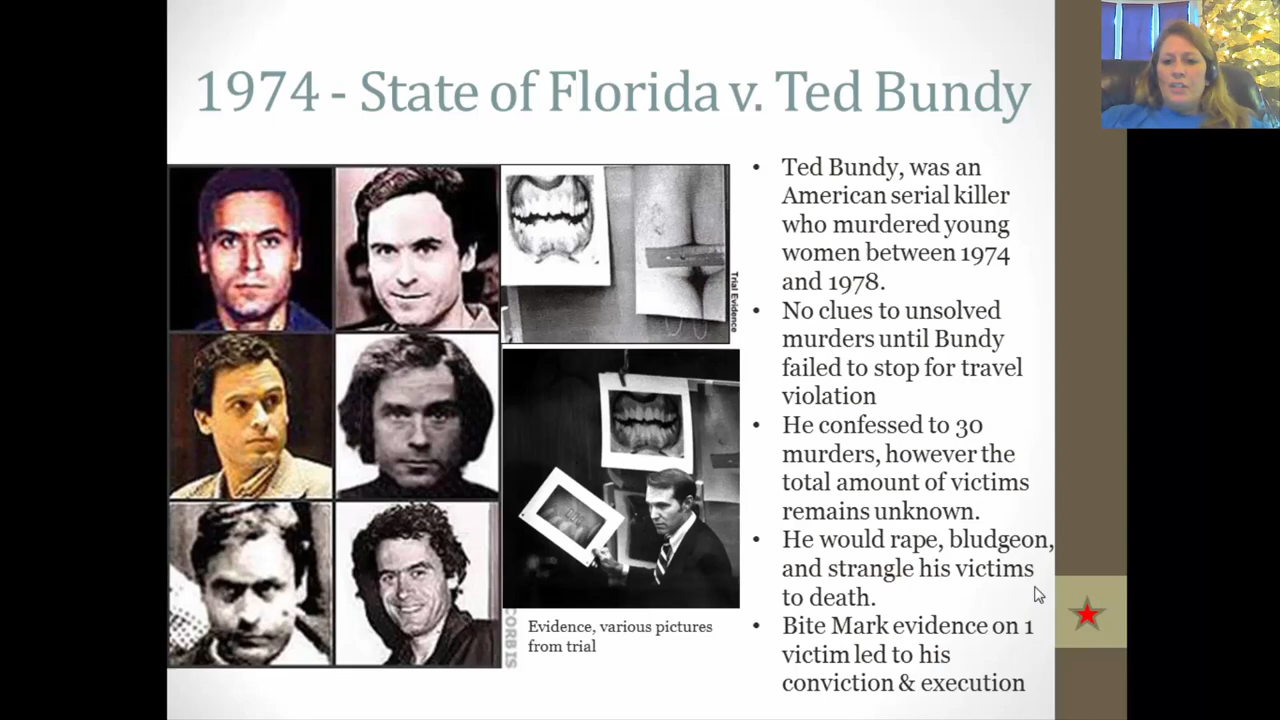 1974 - State of Florida v. Ted Bundy
Trial Evidence
CORBIS
Evidence, various pictures
from trial
• Ted Bundy, was an
American serial killer
who murdered young
women between 1974
and 1978.
• No clues to unsolved
murders until Bundy
failed to stop for travel
violation
• He confessed to 30
murders, however the
total amount of victims
remains unknown.
• He would rape, bludgeon,
and strangle his victims
to death.
• Bite Mark evidence on 1
victim led to his
conviction & execution